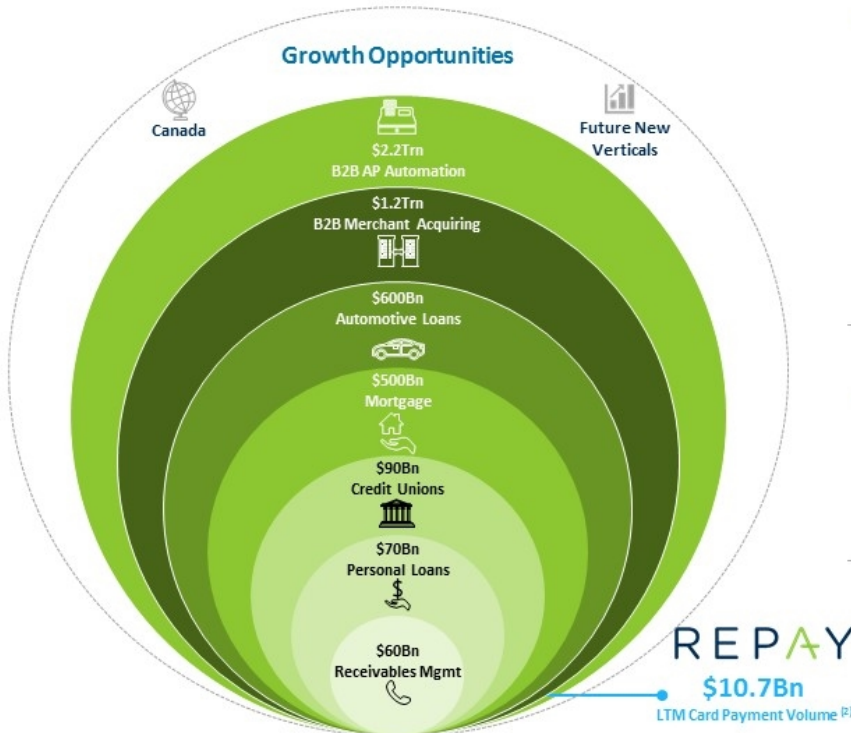 Growth Opportunities
Canada
Future New
Verticals
$2.2Trn
B2B AP Automation
$1.2Trn
B2B Merchant Acquiring
$600Bn
Automotive Loans
$500Bn
Mortgage
$90Bn
Credit Unions
$70Bn
Personal Loans
$
$60Bn
Receivables Mgmt
REPAY
$10.7Bn
LTM Card Payment Volume [2]